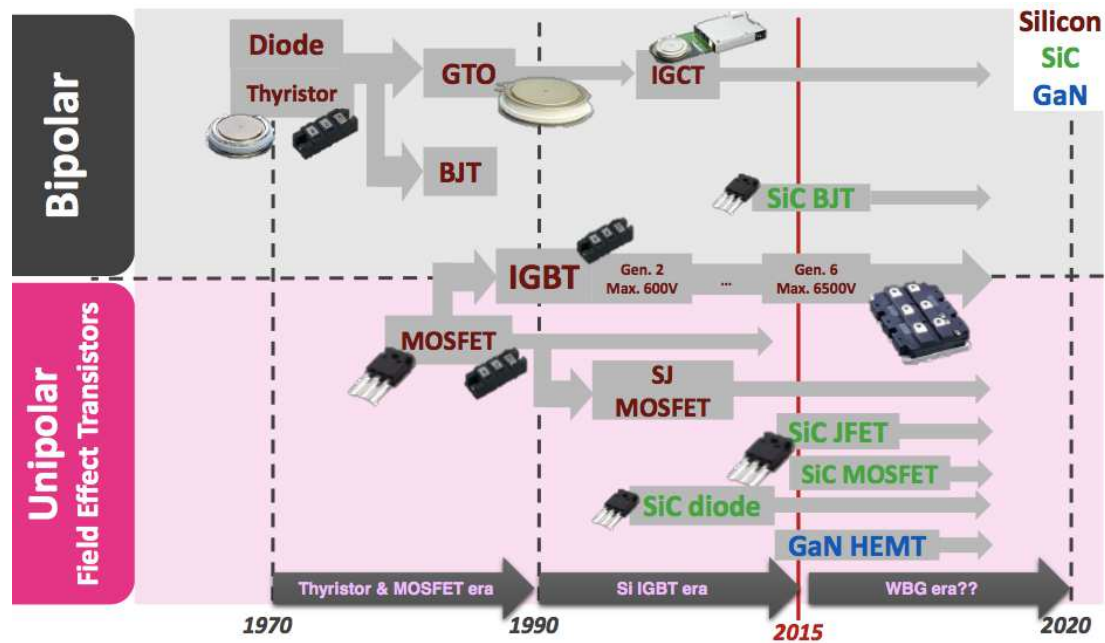 Silicon
SiC
GaN
Bipolar
Diode
Thyristor
GTO
IGCT
BJT
SiC BJT
IGBT
Gen. 2
Max. 600V
...
Gen. 6
Max. 6500V
Unipolar
Field Effect Transistors
MOSFET
SJ
MOSFET
SiC JFET
SiC MOSFET
SiC diode
GaN HEMT
Thyristor & MOSFET era
Si IGBT era
WBG era??
1970
1990
2015
2020